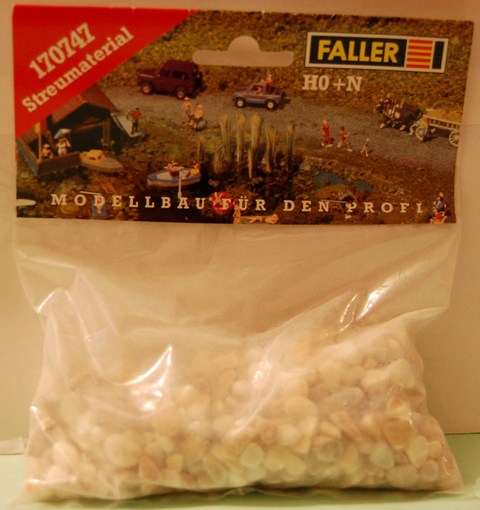 170747
Streumaterial
FALLER
H0+N
MODELLBAU FÜR DEN PROFI